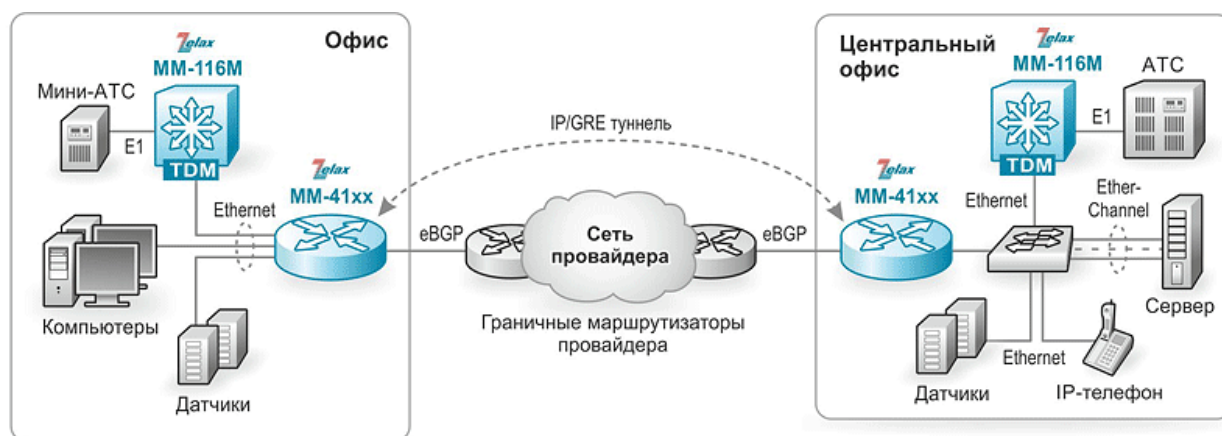 Офис
Zelax
MM-116M
Мини-АТС
E1
TDM
Zelax
MM-41xx
Ethernet
Компьютеры
Датчики
IP/GRE туннель
eBGP
Сеть
провайдера
eBGP
Граничные маршрутизаторы
провайдера
Центральный
офис
Zelax
MM-116M
АТС
E1
TDM
Zelax
MM-41xx
Ethernet
Ether-
Channel
Сервер
Датчики
Ethernet
IP-телефон